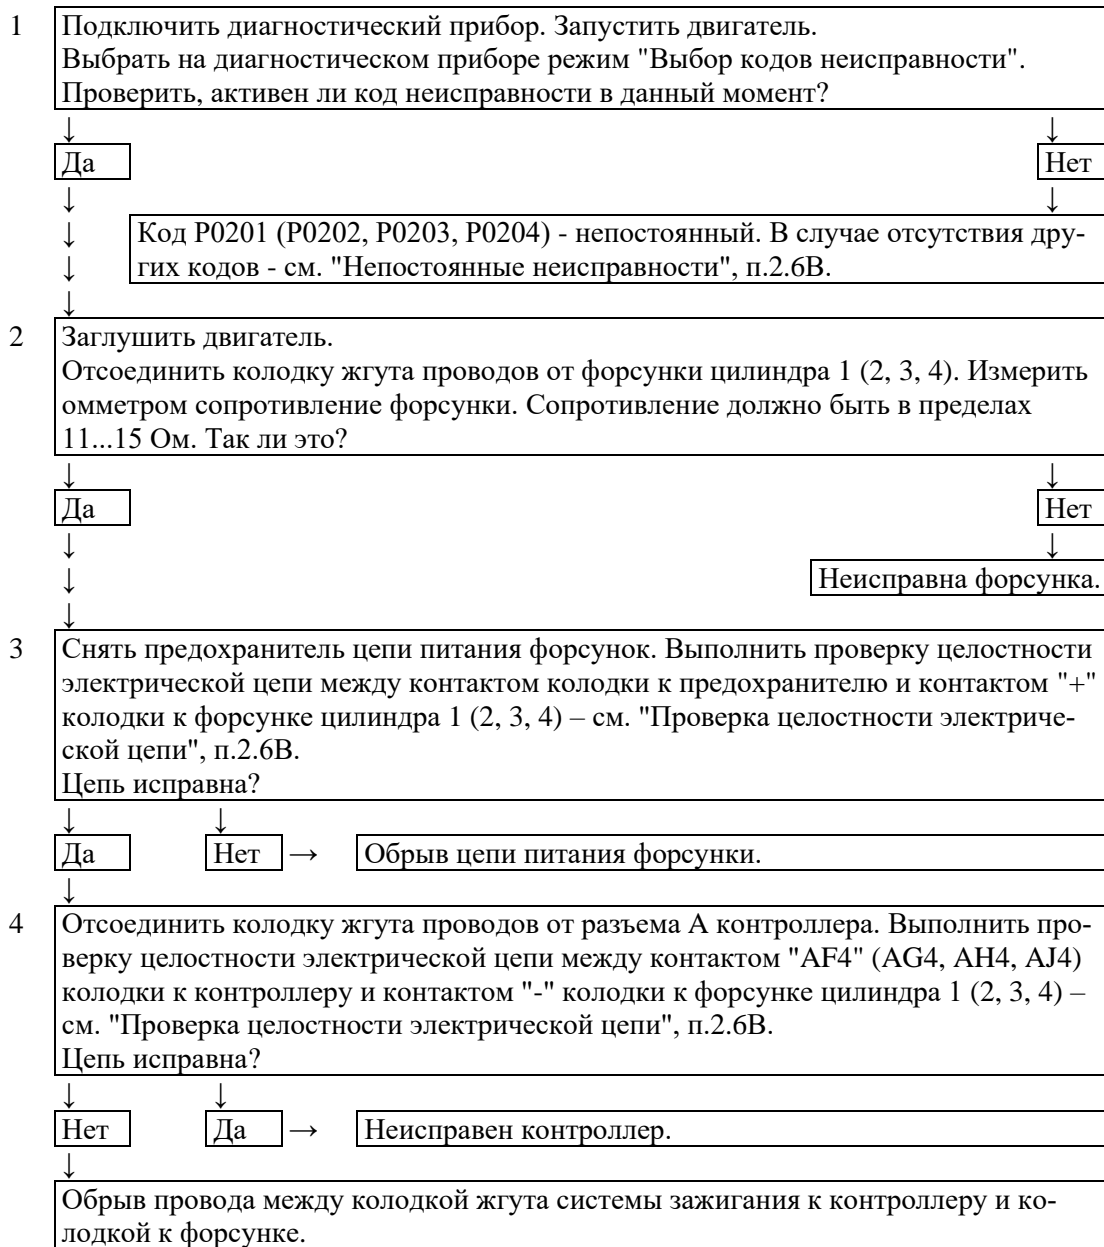 1 Подключить диагностический прибор. Запустить двигатель.
Выбрать на диагностическом приборе режим "Выбор кодов неисправности".
Проверить, активен ли код неисправности в данный момент?
↓ ↓
Да Нет
↓ ↓
↓ Код Р0201 (Р0202, Р0203, Р0204) - непостоянный. В случае отсутствия дру-
↓ гих кодов - см. "Непостоянные неисправности", п.2.6В.
↓
2 Заглушить двигатель.
Отсоединить колодку жгута проводов от форсунки цилиндра 1 (2, 3, 4). Измерить
омметром сопротивление форсунки. Сопротивление должно быть в пределах
11...15 Ом. Так ли это?
↓ ↓
Да Нет
↓ ↓
↓ Неисправна форсунка.
↓
3 Снять предохранитель цепи питания форсунок. Выполнить проверку целостности
электрической цепи между контактом колодки к предохранителю и контактом "+"
колодки к форсунке цилиндра 1 (2, 3, 4) – см. "Проверка целостности электриче-
ской цепи", п.2.6В.
Цепь исправна?
↓ ↓
Да Нет → Обрыв цепи питания форсунки.
↓
4 Отсоединить колодку жгута проводов от разъема А контроллера. Выполнить про-
верку целостности электрической цепи между контактом "AF4" (AG4, AH4, AJ4)
колодки к контроллеру и контактом "-" колодки к форсунке цилиндра 1 (2, 3, 4) –
см. "Проверка целостности электрической цепи", п.2.6В.
Цепь исправна?
↓ ↓
Нет Да → Неисправен контроллер.
↓
Обрыв провода между колодкой жгута системы зажигания к контроллеру и ко-
лодкой к форсунке.